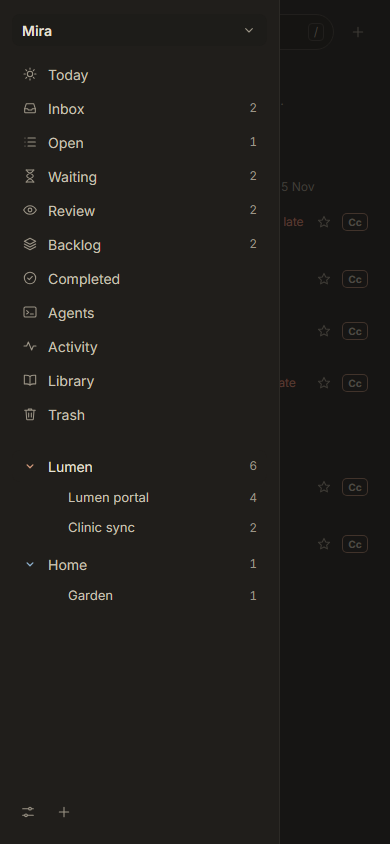 Mira
/
Today
Inbox 2
Open 1
Waiting 2
5 Nov
Review 2
late Cc
Backlog 2
Completed
Cc
Agents
Activity
Cc
Library
ate Cc
Trash
Lumen 6
Cc
Lumen portal 4
Clinic sync 2
Cc
Home 1
Garden 1